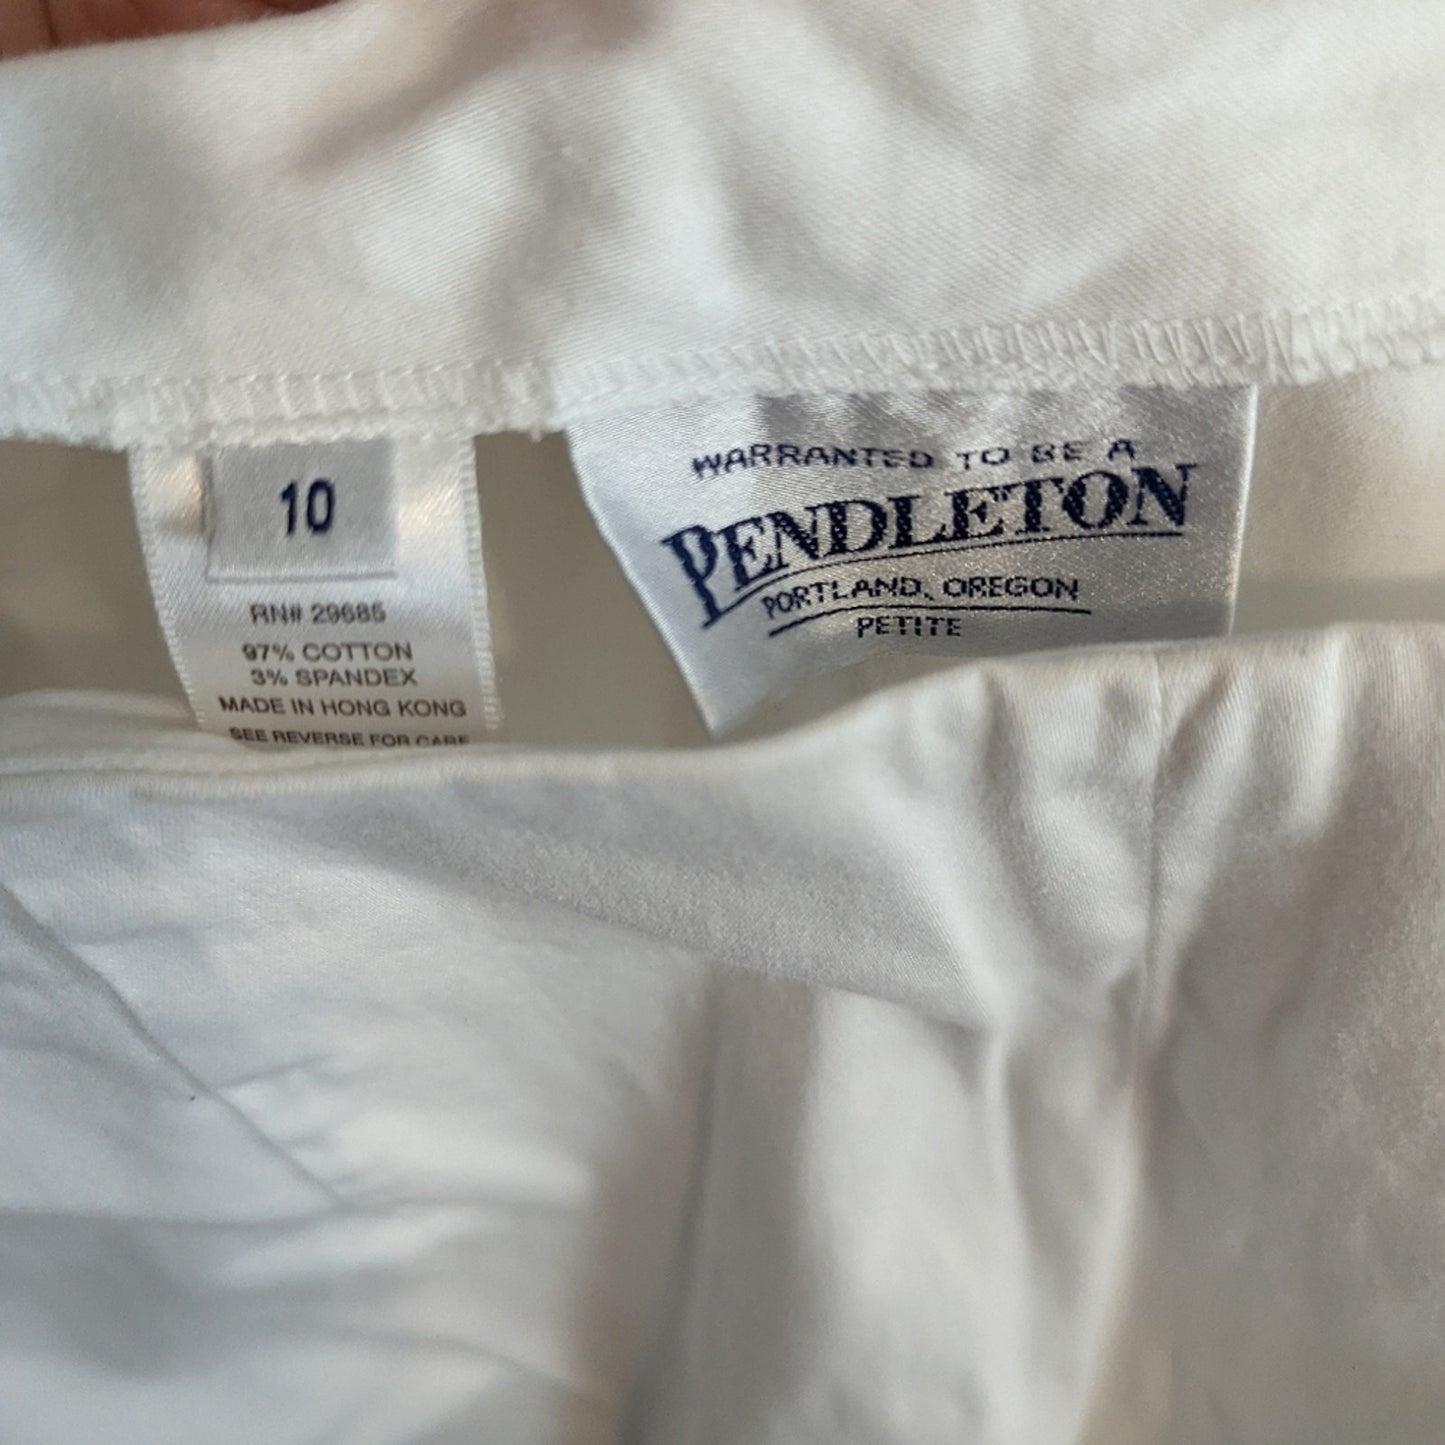 10
RN# 29685
97% COTTON
3% SPANDEX
MADE IN HONG KONG
SEE REVERSE FOR CARE
WARRANTED TO BE A
PENDLETON
PORTLAND, OREGON
PETITE